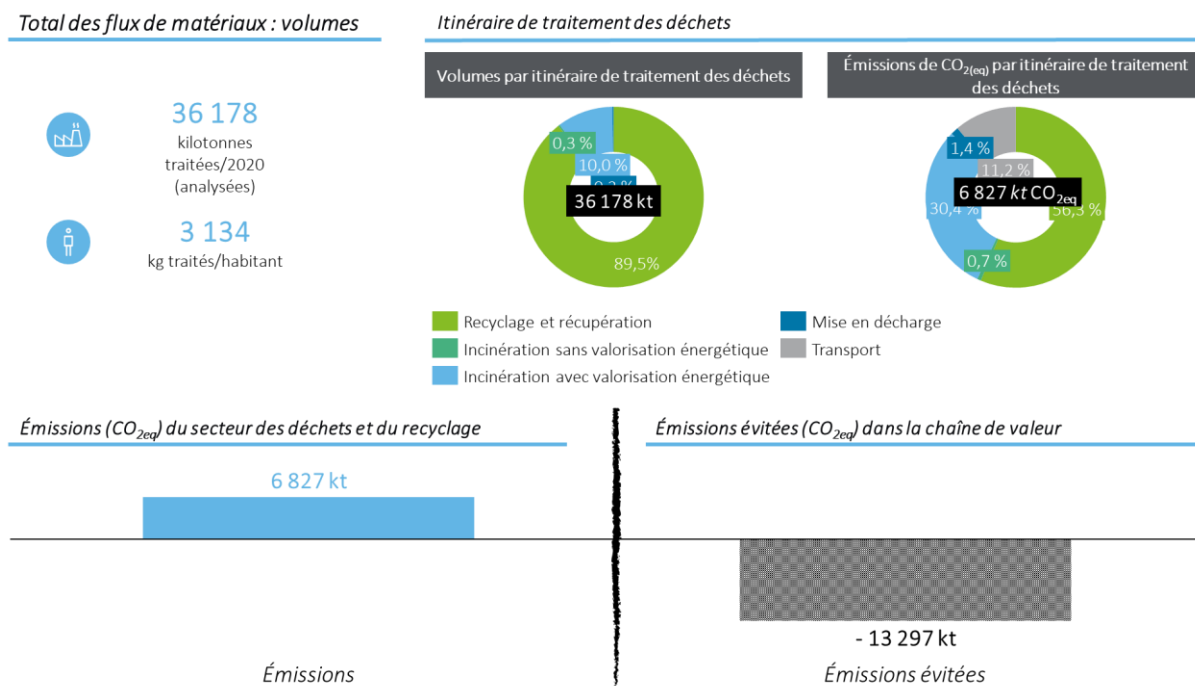 Total des flux de matériaux : volumes
36 178
kilotonnes
traitées/2020
(analysées)
3 134
kg traités/habitant
Itinéraire de traitement des déchets
Volumes par itinéraire de traitement des déchets
0,3 %
10,0 %
36 178 kt
89,5%
Émissions de CO2(eq) par itinéraire de traitement
des déchets
1,4 %
11,2 %
6 827 kt CO2eq
30,4 %
56,3 %
0,7 %
Recyclage et récupération
Incinération sans valorisation énergétique
Incinération avec valorisation énergétique
Mise en décharge
Transport
Émissions (CO2eq) du secteur des déchets et du recyclage
6 827 kt
Émissions
Émissions évitées (CO2eq) dans la chaîne de valeur
- 13 297 kt
Émissions évitées